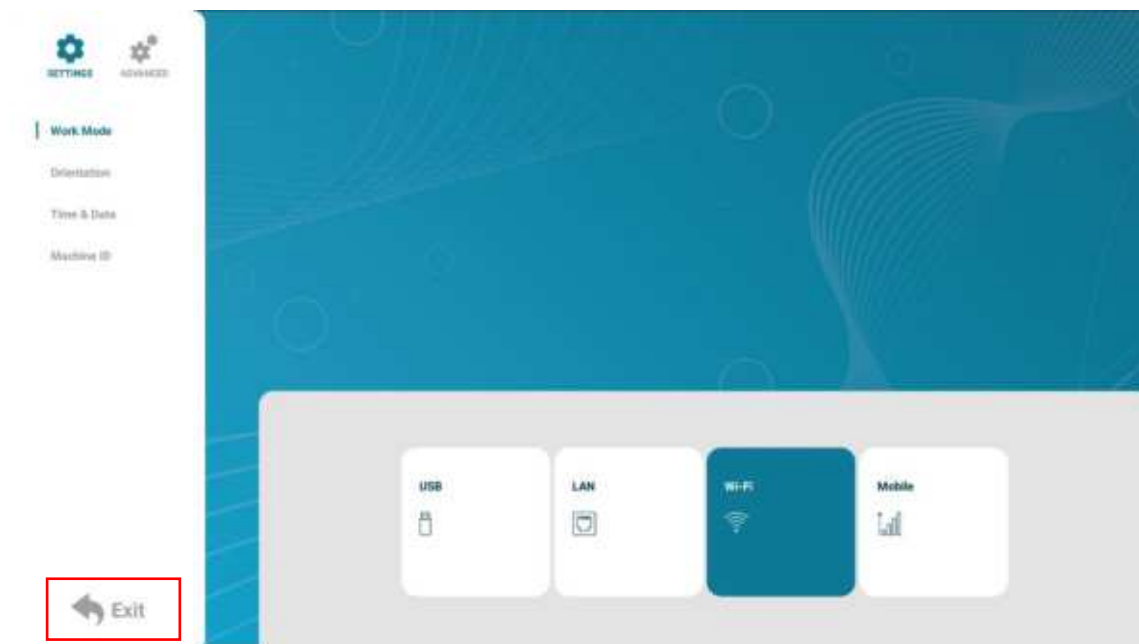 SETTINGS
ADVANCED
Work Mode
Orientation
Time & Date
Machine ID
USB
LAN
Wi-Fi
Mobile
Exit